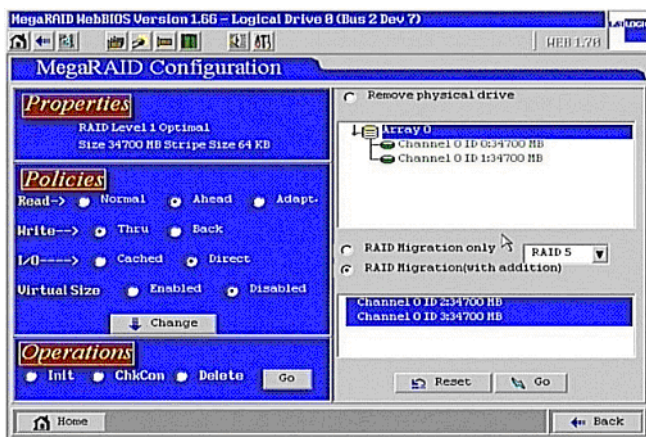 MegaRAID WebBIOS Version 1.66 - Logical Drive 0 (Bus 2 Dev 7)
LSI LOGIC
WEB 1.70
MegaRAID Configuration
Properties
RAID Level 1 Optimal
Size 34700 MB Stripe Size 64 KB
Policies
Read-> Normal Ahead Adapt.
Write--> Thru Back
I/O----> Cached Direct
Virtual Size Enabled Disabled
Change
Operations
Init ChkCon Delete Go
Remove physical drive
Array 0
Channel 0 ID 0:34700 MB
Channel 0 ID 1:34700 MB
RAID Migration only RAID 5
RAID Migration(with addition)
Channel 0 ID 2:34700 MB
Channel 0 ID 3:34700 MB
Reset Go
Home Back